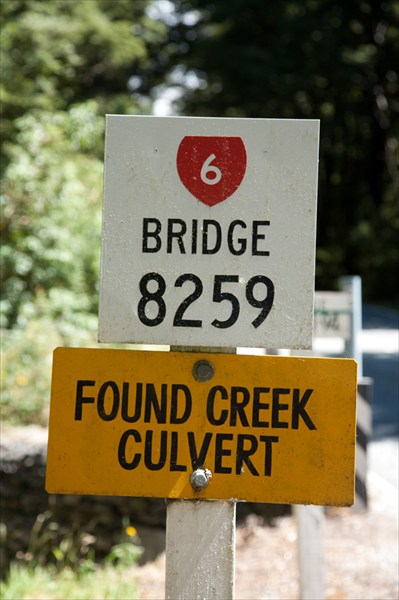 6
BRIDGE
8259
FOUND CREEK
CULVERT